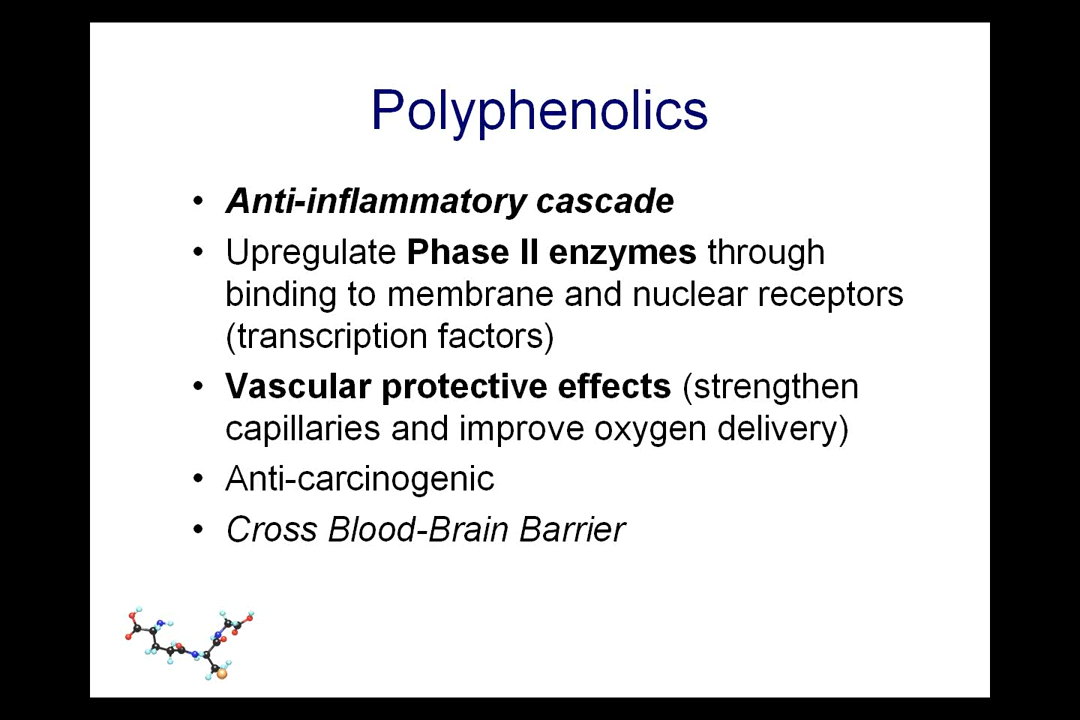 Polyphenolics
• Anti-inflammatory cascade
• Upregulate Phase II enzymes through
binding to membrane and nuclear receptors
(transcription factors)
• Vascular protective effects (strengthen
capillaries and improve oxygen delivery)
• Anti-carcinogenic
• Cross Blood-Brain Barrier